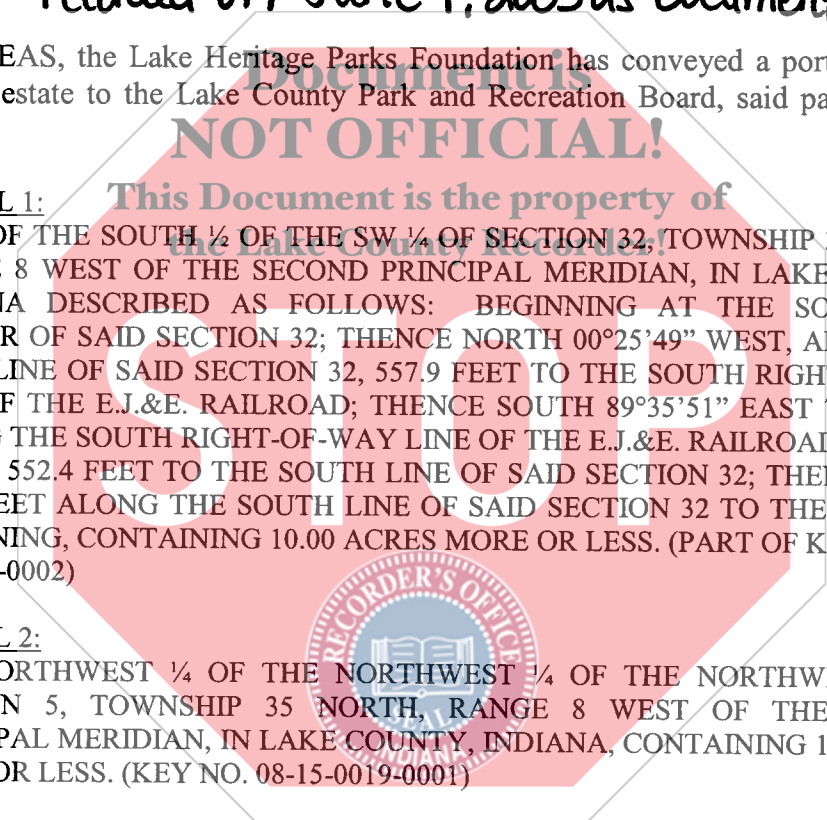 EAS, the Lake Heritage Parks Foundation has conveyed a port
estate to the Lake County Park and Recreation Board, said pa
Document is
NOT OFFICIAL!
This Document is the property of
the Lake County Recorder!
L 1:
OF THE SOUTH ½ OF THE SW ¼ OF SECTION 32, TOWNSHIP
8 WEST OF THE SECOND PRINCIPAL MERIDIAN, IN LAKE
NA DESCRIBED AS FOLLOWS: BEGINNING AT THE SO
R OF SAID SECTION 32; THENCE NORTH 00°25’49” WEST, A
LINE OF SAID SECTION 32, 557.9 FEET TO THE SOUTH RIGHT
F THE E.J.&E. RAILROAD; THENCE SOUTH 89°35’51” EAST
THE SOUTH RIGHT-OF-WAY LINE OF THE E.J.&E. RAILROAD
552.4 FEET TO THE SOUTH LINE OF SAID SECTION 32; THEN
EET ALONG THE SOUTH LINE OF SAID SECTION 32 TO THE
NING, CONTAINING 10.00 ACRES MORE OR LESS. (PART OF K
-0002)
STOP
L 2:
ORTHWEST ¼ OF THE NORTHWEST ¼ OF THE NORTHW
N 5, TOWNSHIP 35 NORTH, RANGE 8 WEST OF THE
PAL MERIDIAN, IN LAKE COUNTY, INDIANA, CONTAINING 1
OR LESS. (KEY NO. 08-15-0019-0001)
RECORDER'S OFFICE
SEAL
INDIANA